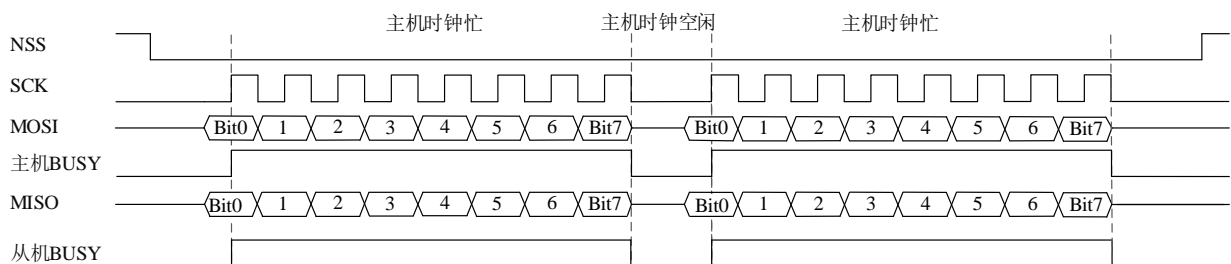 主机时钟忙 主机时钟空闲 主机时钟忙
NSS
SCK
MOSI Bit0 1 2 3 4 5 6 Bit7 Bit0 1 2 3 4 5 6 Bit7
主机BUSY
MISO Bit0 1 2 3 4 5 6 Bit7 Bit0 1 2 3 4 5 6 Bit7
从机BUSY